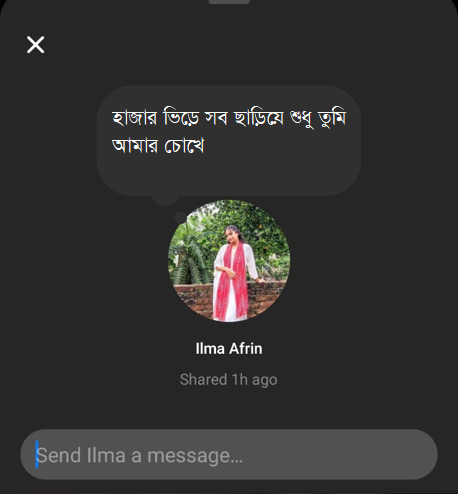 হাজার ভিড়ে সব ছাড়িয়ে শুধু তুমি
আমার চোখে
Ilma Afrin
Shared 1h ago
Send Ilma a message...